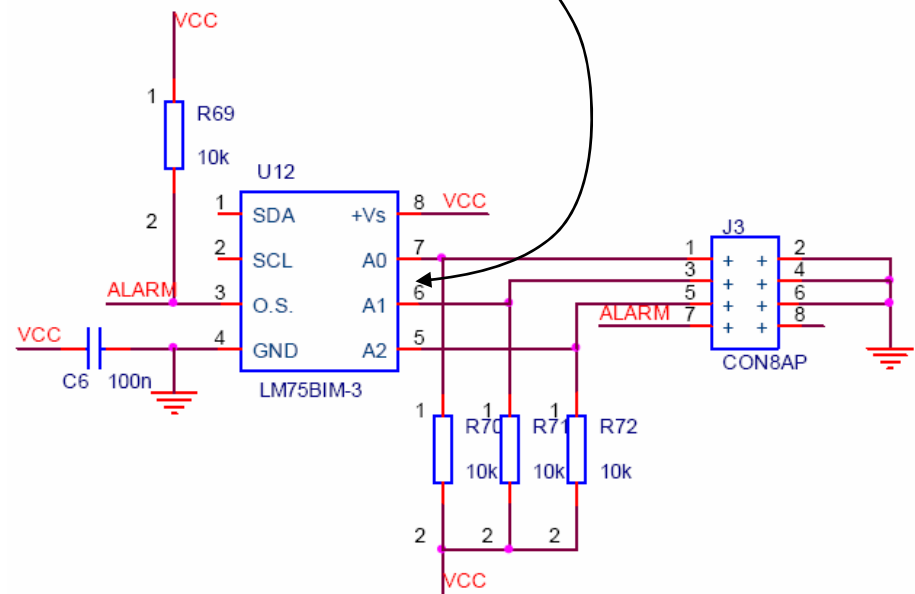 VCC
1
R69
10k
2
U12
1 SDA +Vs 8 VCC
2 SCL A0 7
ALARM 3 O.S. A1 6
VCC 4 GND A2 5
C6 100n
LM75BIM-3
J3
1 + + 2
3 + + 4
5 + + 6
ALARM 7 + + 8
CON8AP
1 R70 1 R71 1 R72
10k 10k 10k
2 2 2
VCC